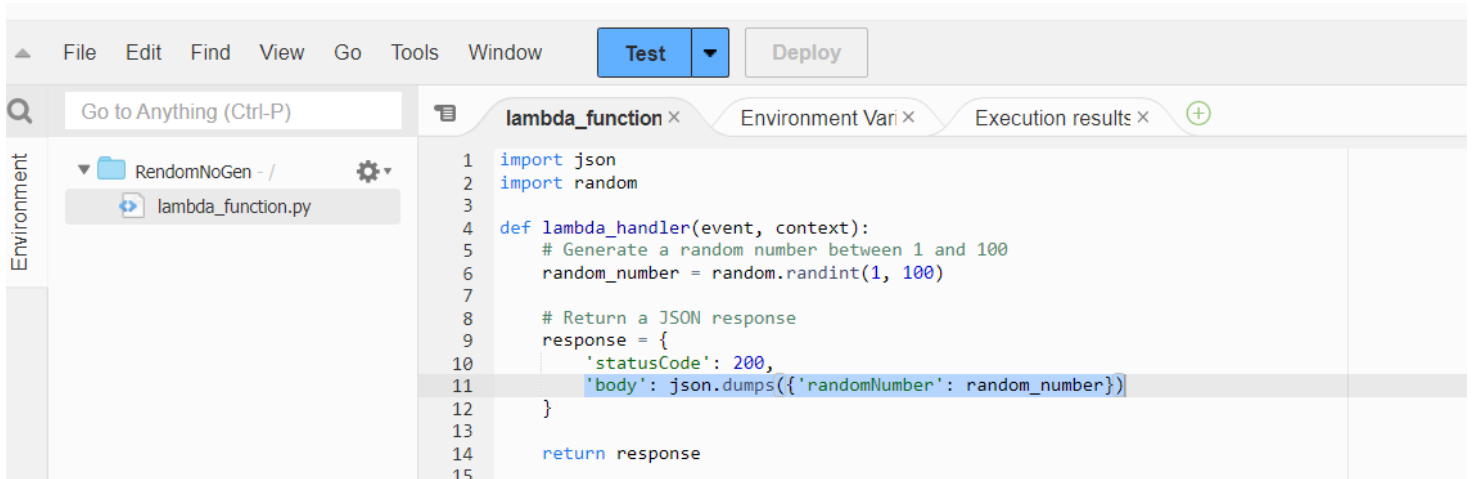 File Edit Find View Go Tools Window Test Deploy
Go to Anything (Ctrl-P)
lambda_function × Environment Vari × Execution results ×
Environment
RendomNoGen - /
lambda_function.py
1 import json
2 import random
3
4 def lambda_handler(event, context):
5     # Generate a random number between 1 and 100
6     random_number = random.randint(1, 100)
7
8     # Return a JSON response
9     response = {
10         'statusCode': 200,
11         'body': json.dumps({'randomNumber': random_number})
12     }
13
14     return response
15